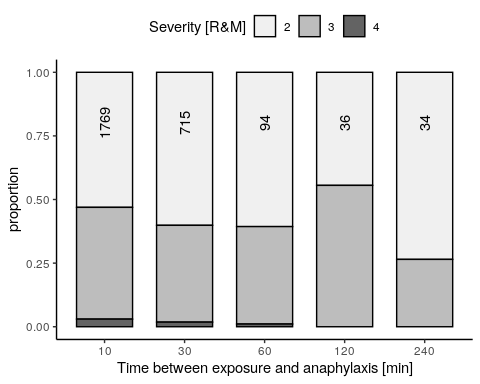 Severity [R&M] 2 3 4
1.00
0.75
0.50
0.25
0.00
proportion
1769 715 94 36 34
10 30 60 120 240
Time between exposure and anaphylaxis [min]